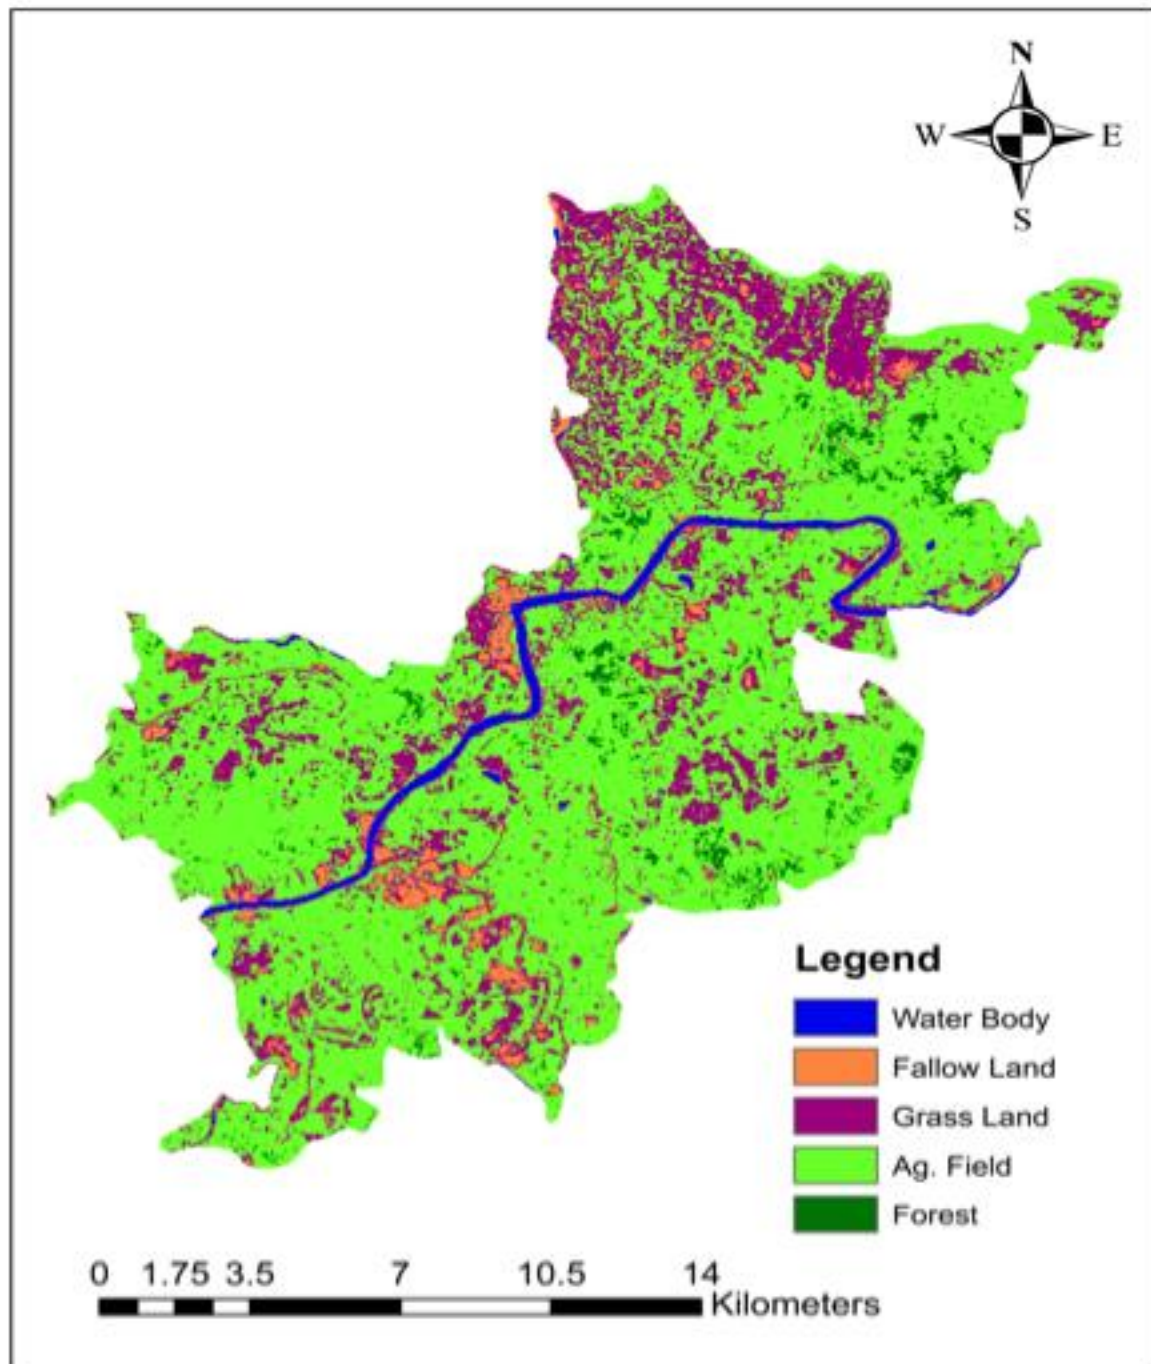 N
W E
S
Legend
Water Body
Fallow Land
Grass Land
Ag. Field
Forest
0 1.75 3.5 7 10.5 14
Kilometers